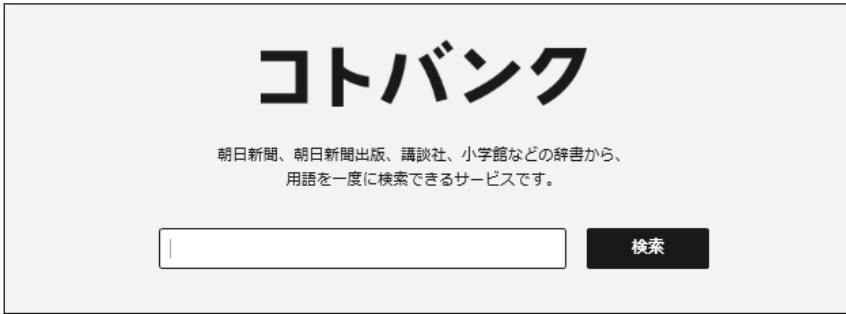 コトバンク
朝日新聞、朝日新聞出版、講談社、小学館などの辞書から、
用語を一度に検索できるサービスです。
検索